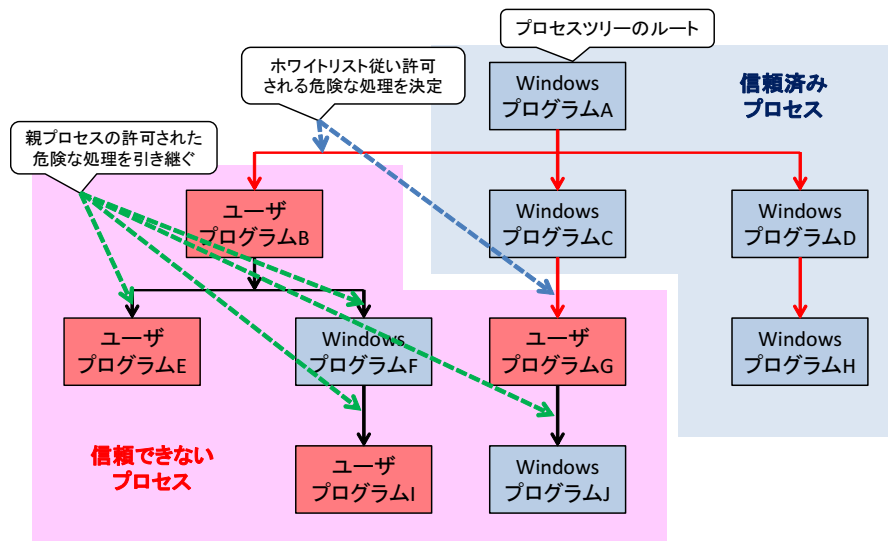 プロセスツリーのルート
ホワイトリスト従い許可
される危険な処理を決定
Windows
プログラムA
信頼済み
プロセス
親プロセスの許可された
危険な処理を引き継ぐ
ユーザ
プログラムB
Windows
プログラムC
Windows
プログラムD
ユーザ
プログラムE
Windows
プログラムF
ユーザ
プログラムG
Windows
プログラムH
信頼できない
プロセス
ユーザ
プログラムI
Windows
プログラムJ